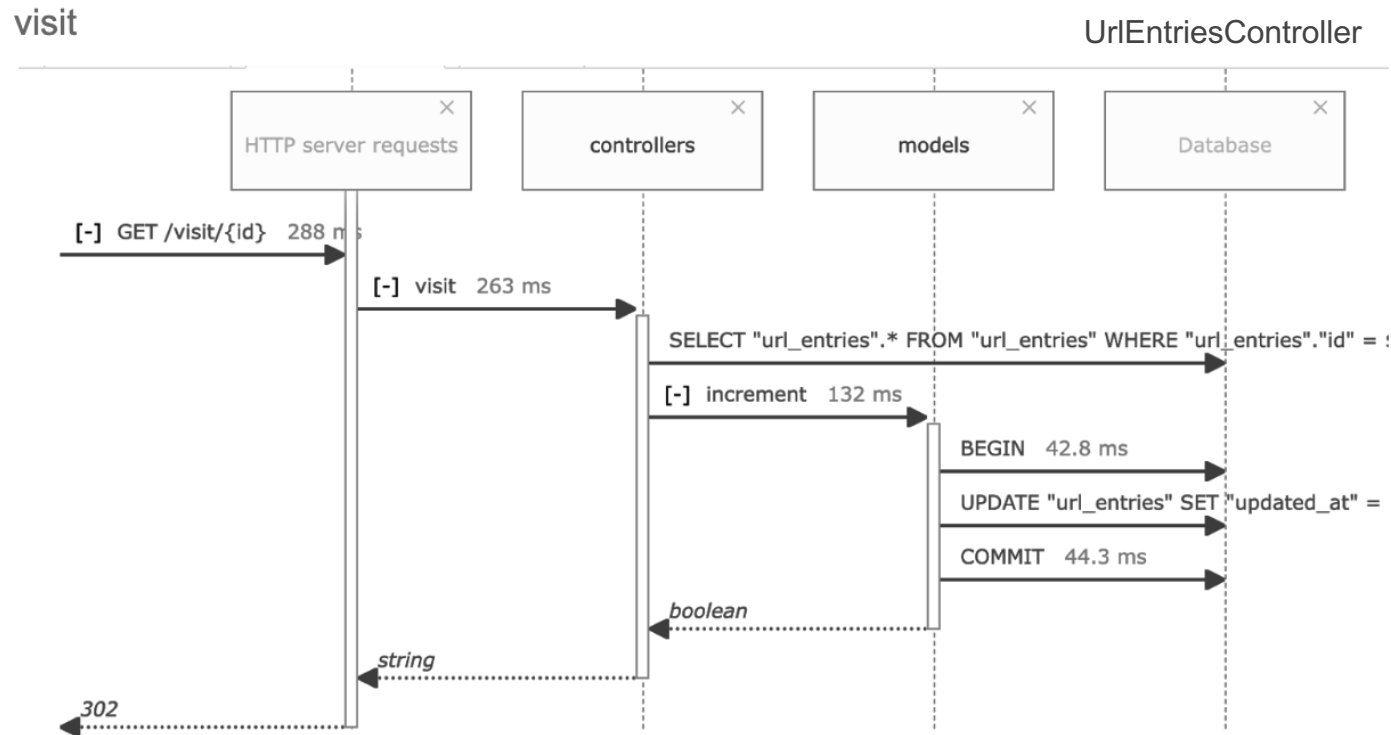 visit
UrlEntriesController
HTTP server requests
controllers
models
Database
[-] GET /visit/{id} 288 ms
[-] visit 263 ms
SELECT "url_entries".* FROM "url_entries" WHERE "url_entries"."id" =
[-] increment 132 ms
BEGIN 42.8 ms
UPDATE "url_entries" SET "updated_at" =
COMMIT 44.3 ms
boolean
string
302